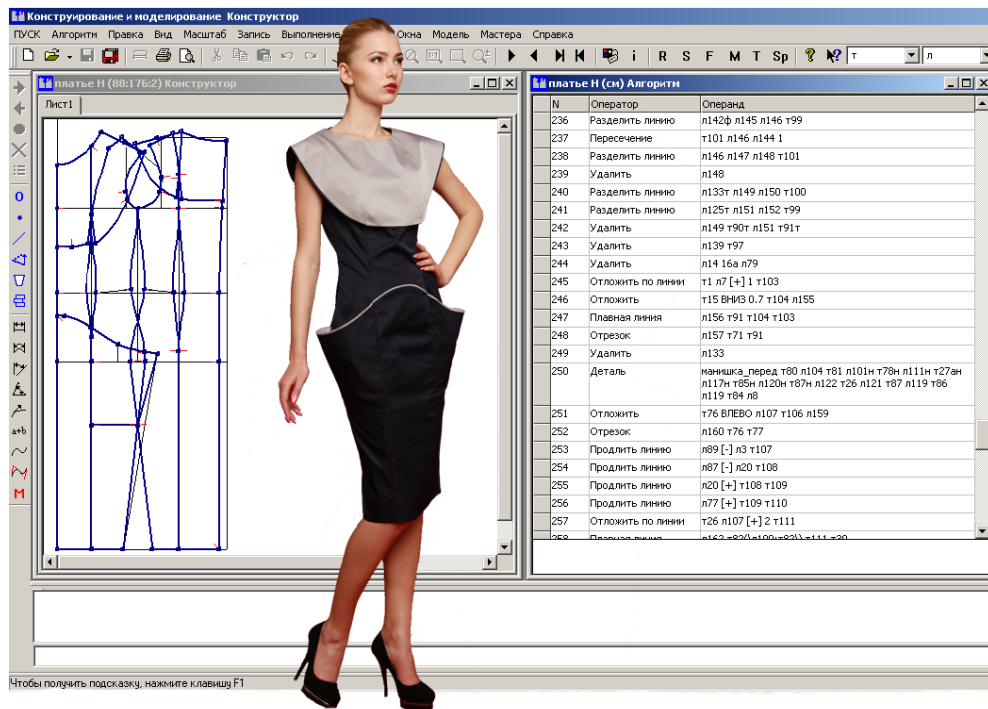 Конструирование и моделирование Конструктор
ПУСК Алгоритм Правка Вид Масштаб Запись Выполнение Окна Модель Мастера Справка
i R S F M T Sp ? т л
платье Н (88:176:2) Конструктор
Лист1
платье Н (см) Алгоритм
N Оператор Операнд
236 Разделить линию л142ф л145 л146 т99
237 Пересечение т101 л146 л144 1
238 Разделить линию л146 л147 л148 т101
239 Удалить л148
240 Разделить линию л133т л149 л150 т100
241 Разделить линию л125т л151 л152 т99
242 Удалить л149 т90т л151 т91т
243 Удалить л139 т97
244 Удалить л14 16а л79
245 Отложить по линии т1 л7 [+] 1 т103
246 Отложить т15 ВНИЗ 0.7 т104 л155
247 Плавная линия л156 т91 т104 т103
248 Отрезок л157 т71 т91
249 Удалить л133
250 Деталь манишка_перед т80 л104 т81 л101н т78н л111н т27ан
л117н т85н л120н т87н л122 т26 л121 т87 л119 т86
л119 т84 л8
251 Отложить т76 ВЛЕВО л107 т106 л159
252 Отрезок л160 т76 т77
253 Продлить линию л89 [-] л3 т107
254 Продлить линию л87 [-] л20 т108
255 Продлить линию л20 [+] т108 т109
256 Продлить линию л77 [+] т109 т110
257 Отложить по линии т26 л107 [+] 2 т111
a+b
M
Чтобы получить подсказку, нажмите клавишу F1